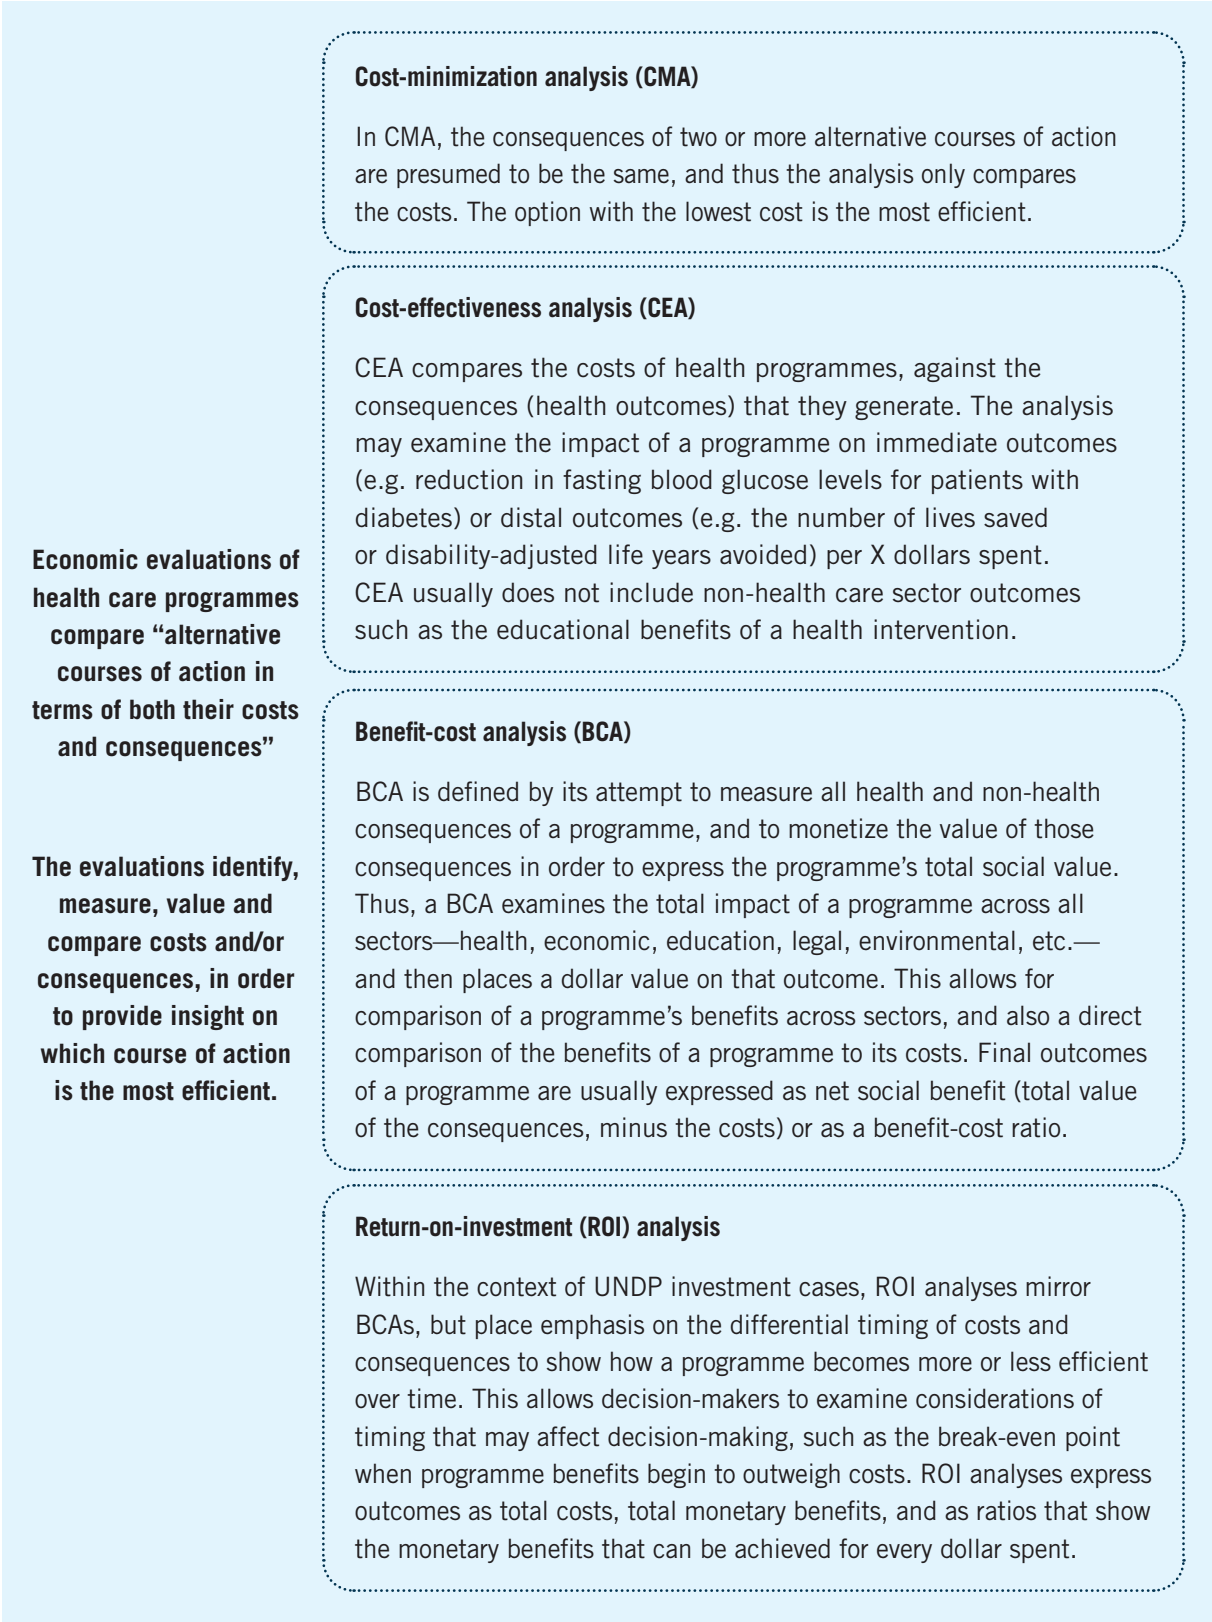 Economic evaluations of
health care programmes
compare “alternative
courses of action in
terms of both their costs
and consequences”
The evaluations identify,
measure, value and
compare costs and/or
consequences, in order
to provide insight on
which course of action
is the most efficient.
Cost-minimization analysis (CMA)
In CMA, the consequences of two or more alternative courses of action
are presumed to be the same, and thus the analysis only compares
the costs. The option with the lowest cost is the most efficient.
Cost-effectiveness analysis (CEA)
CEA compares the costs of health programmes, against the
consequences (health outcomes) that they generate. The analysis
may examine the impact of a programme on immediate outcomes
(e.g. reduction in fasting blood glucose levels for patients with
diabetes) or distal outcomes (e.g. the number of lives saved
or disability-adjusted life years avoided) per X dollars spent.
CEA usually does not include non-health care sector outcomes
such as the educational benefits of a health intervention.
Benefit-cost analysis (BCA)
BCA is defined by its attempt to measure all health and non-health
consequences of a programme, and to monetize the value of those
consequences in order to express the programme’s total social value.
Thus, a BCA examines the total impact of a programme across all
sectors—health, economic, education, legal, environmental, etc.—
and then places a dollar value on that outcome. This allows for
comparison of a programme’s benefits across sectors, and also a direct
comparison of the benefits of a programme to its costs. Final outcomes
of a programme are usually expressed as net social benefit (total value
of the consequences, minus the costs) or as a benefit-cost ratio.
Return-on-investment (ROI) analysis
Within the context of UNDP investment cases, ROI analyses mirror
BCAs, but place emphasis on the differential timing of costs and
consequences to show how a programme becomes more or less efficient
over time. This allows decision-makers to examine considerations of
timing that may affect decision-making, such as the break-even point
when programme benefits begin to outweigh costs. ROI analyses express
outcomes as total costs, total monetary benefits, and as ratios that show
the monetary benefits that can be achieved for every dollar spent.